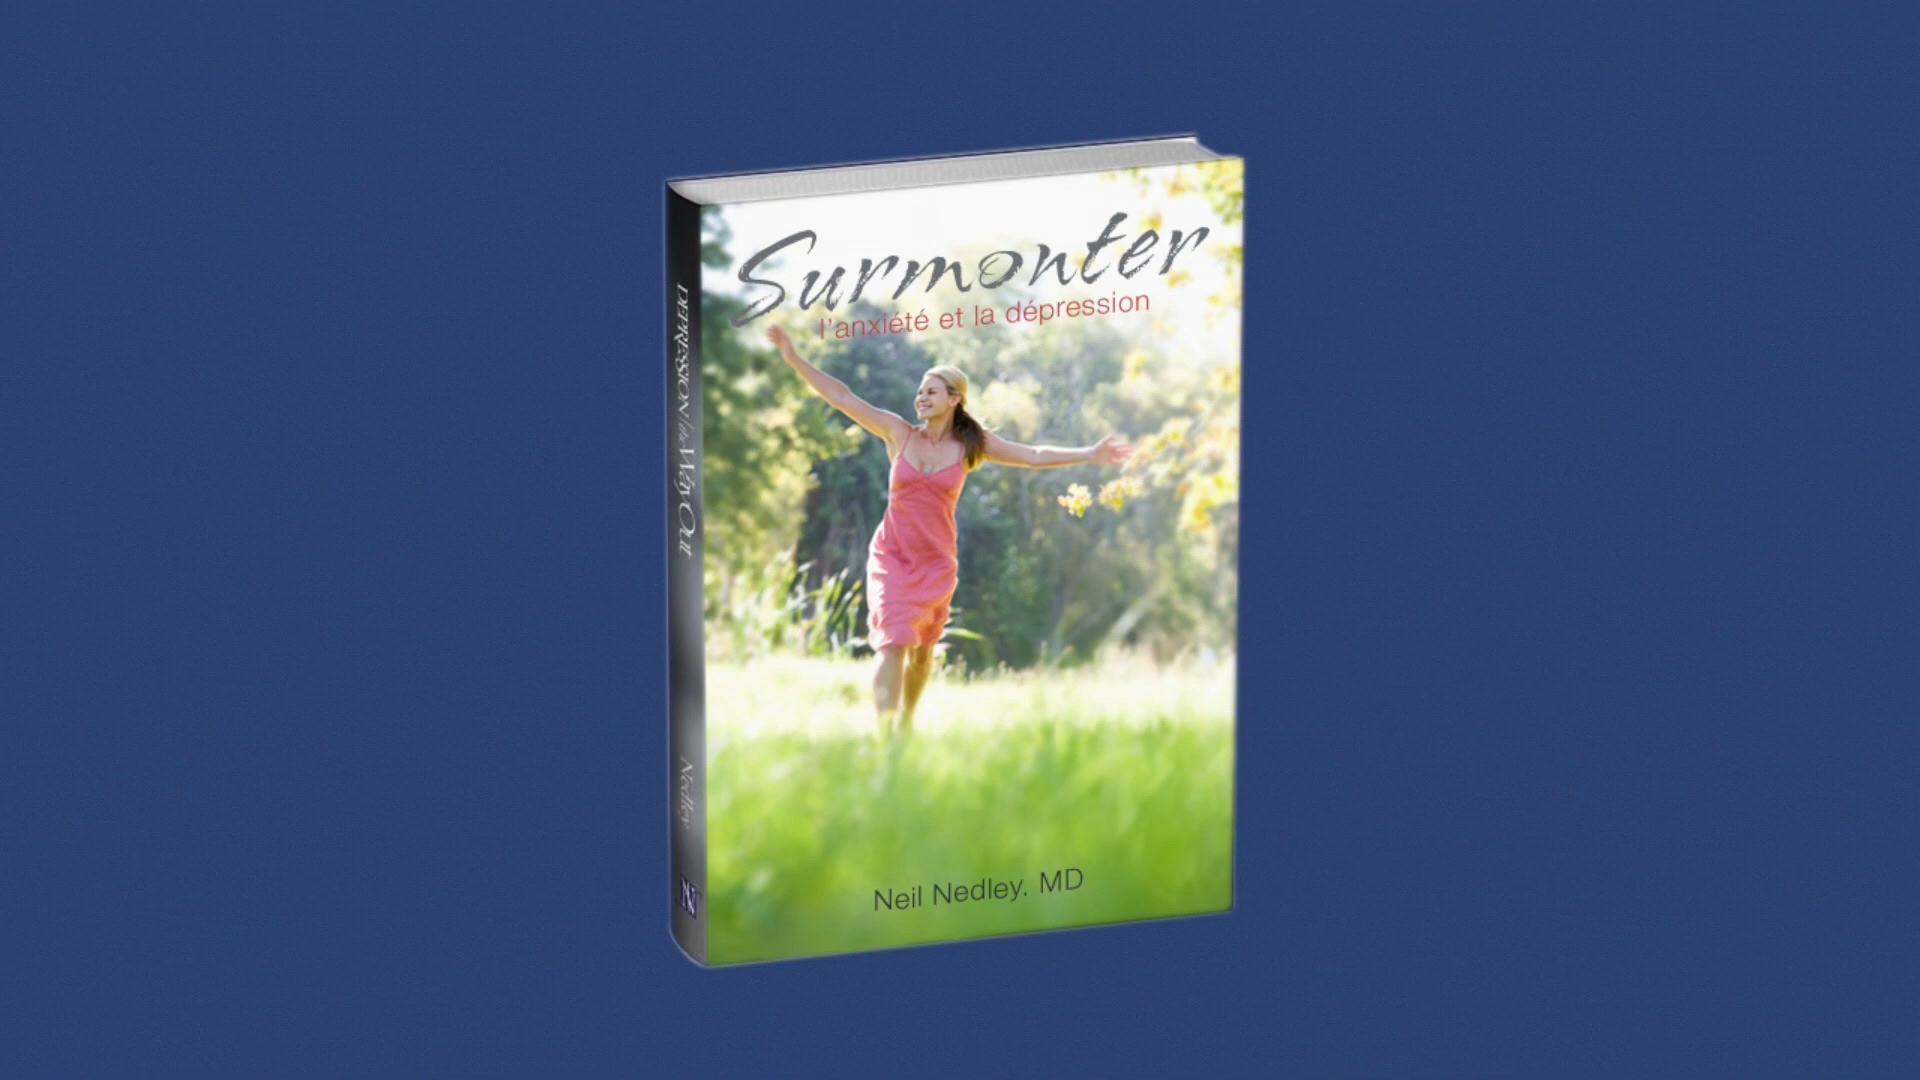 Surmonter
l'anxiété et la dépression
Neil Nedley, MD
DEPRESSION/the WAY OUT
Nedley